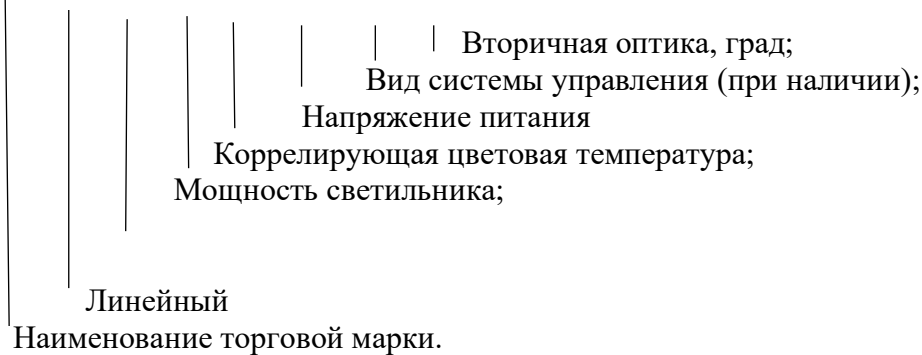 Вторичная оптика, град;
Вид системы управления (при наличии);
Напряжение питания
Коррелирующая цветовая температура;
Мощность светильника;
Линейный
Наименование торговой марки.